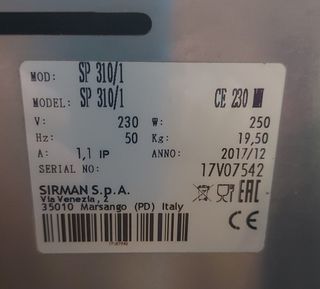 MOD: SP 310/1
MODEL: SP 310/1 CE 230
V: 230 W: 250
Hz: 50 Kg: 19,50
A: 1,1 IP ANNO: 2017/12
SERIAL NO: 17V07542
SIRMAN S.p.A.
Via Venezia , 2
35010 Marsango (PD) Italy
EAC
CE
17V07542